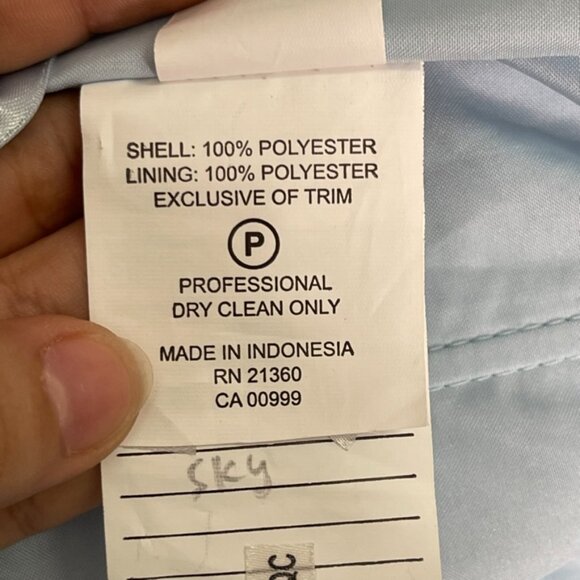 SHELL: 100% POLYESTER
LINING: 100% POLYESTER
EXCLUSIVE OF TRIM
P
PROFESSIONAL
DRY CLEAN ONLY
MADE IN INDONESIA
RN 21360
CA 00999
SKY
QC